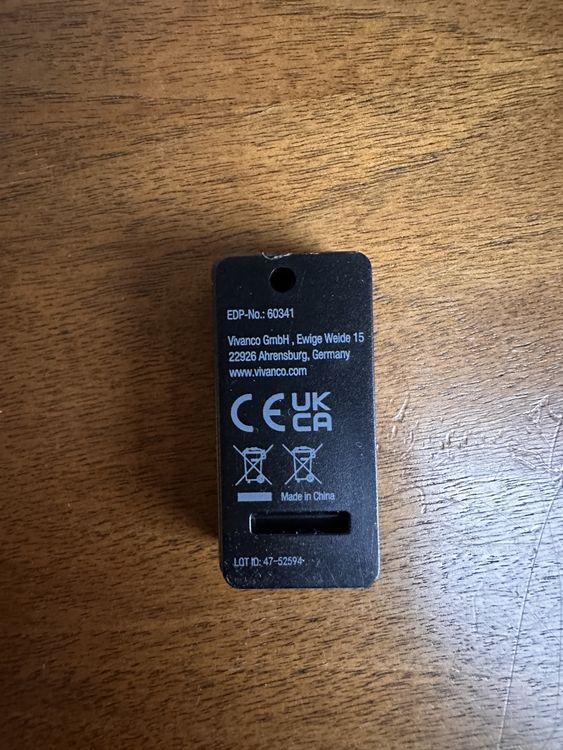 EDP-No.: 60341
Vivanco GmbH , Ewige Weide 15
22926 Ahrensburg, Germany
www.vivanco.com
CE UK
CA
Made in China
LOT ID: 47-52594